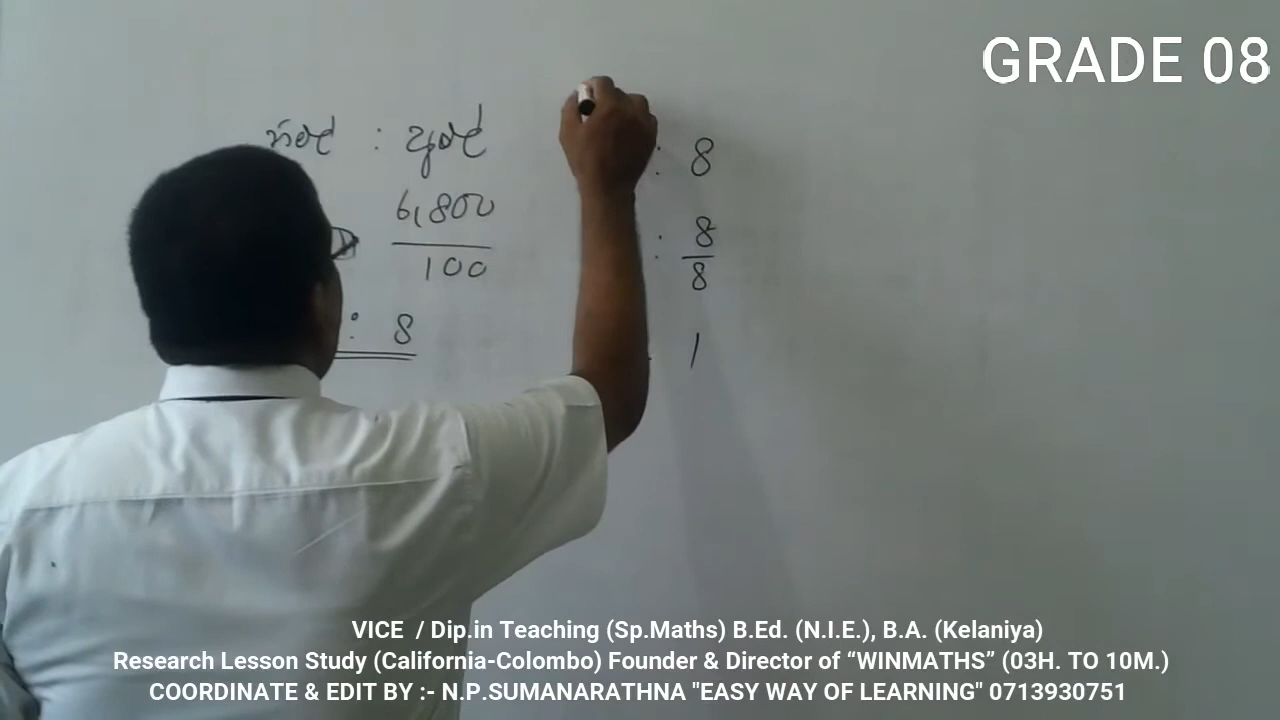 GRADE 08
: අමල්
6,800
100
: 8
: 8
: 8
8
1
VICE / Dip.in Teaching (Sp.Maths) B.Ed. (N.I.E.), B.A. (Kelaniya)
Research Lesson Study (California-Colombo) Founder & Director of “WINMATHS” (03H. TO 10M.)
COORDINATE & EDIT BY :- N.P.SUMANARATHNA "EASY WAY OF LEARNING" 0713930751